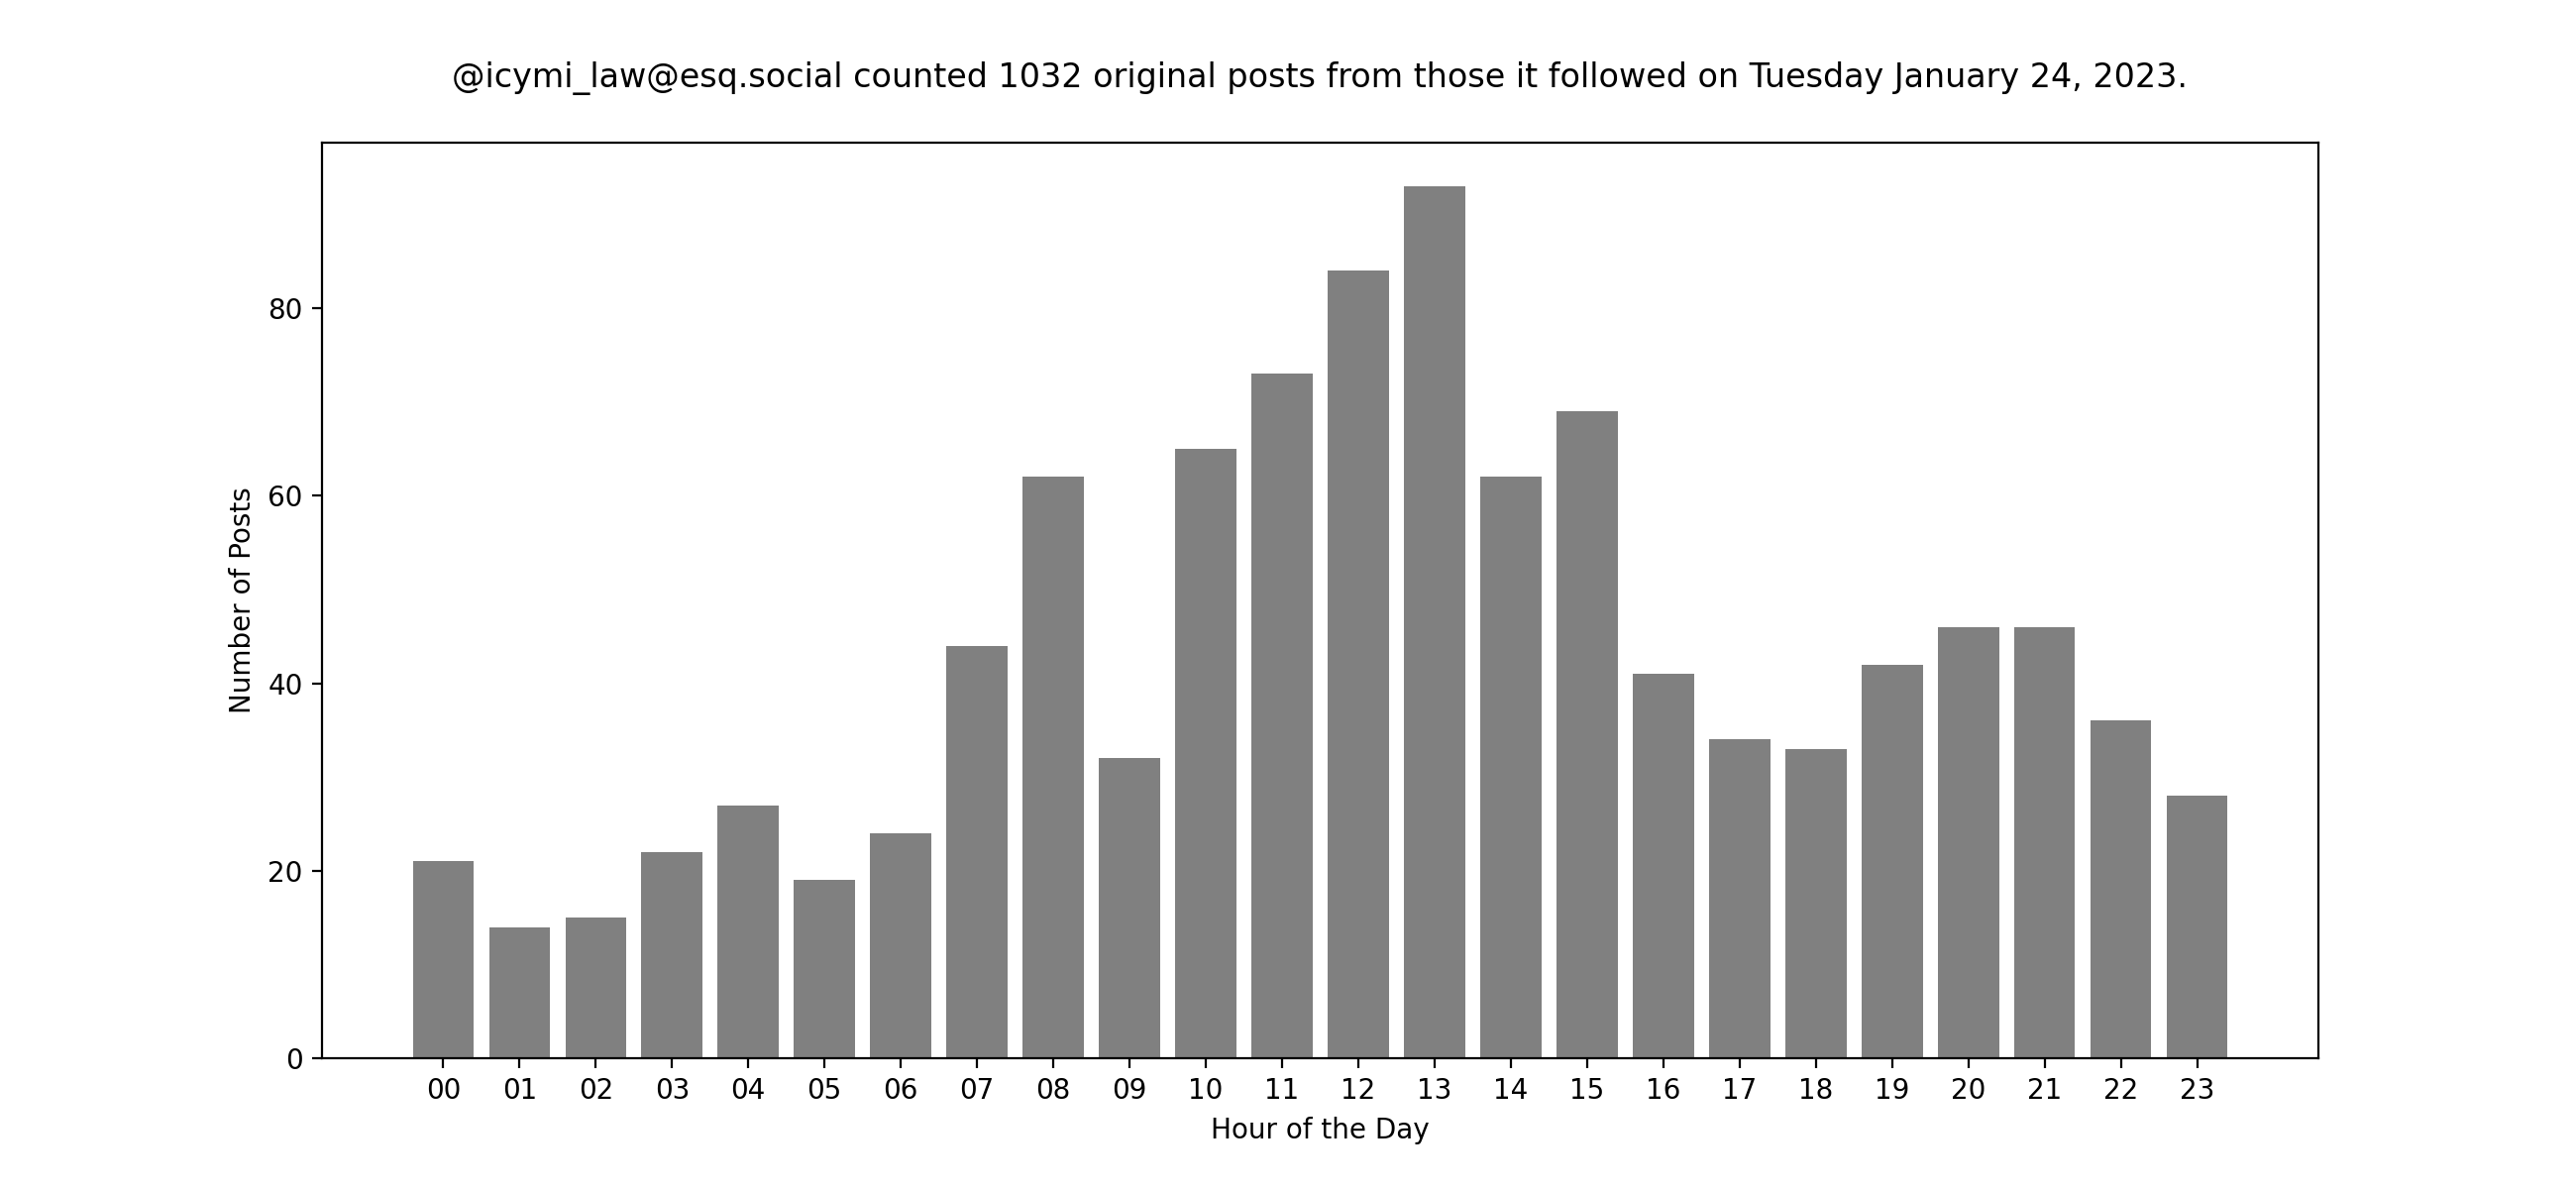 @icymi_law@esq.social counted 1032 original posts from those it followed on Tuesday January 24, 2023.
Number of Posts
80
60
40
20
0
00 01 02 03 04 05 06 07 08 09 10 11 12 13 14 15 16 17 18 19 20 21 22 23
Hour of the Day